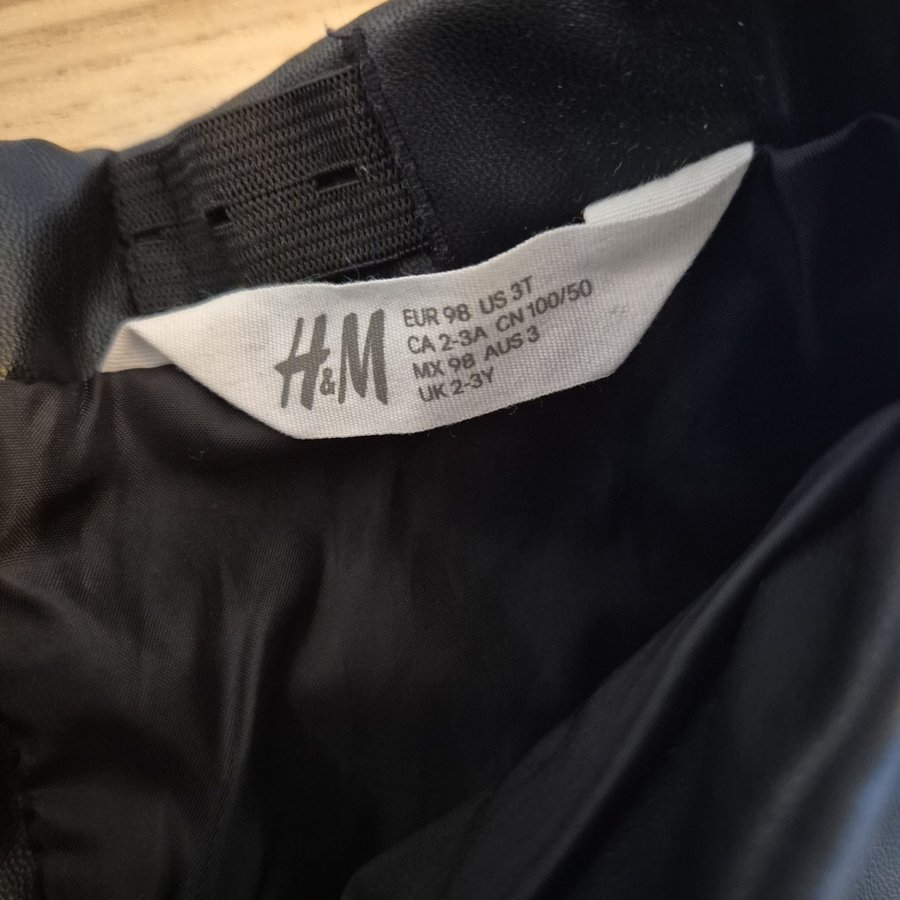 H&M
EUR 98 US 3T
CA 2-3A CN 100/50
MX 98 AUS 3
UK 2-3Y